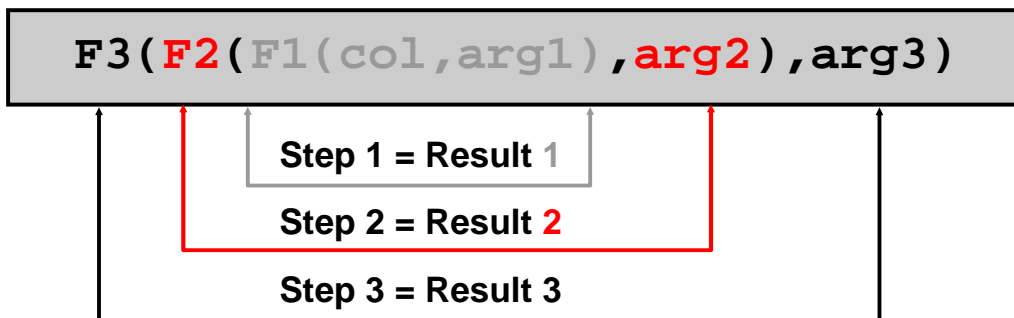 F3(F2(F1(col,arg1),arg2),arg3)
Step 1 = Result 1
Step 2 = Result 2
Step 3 = Result 3